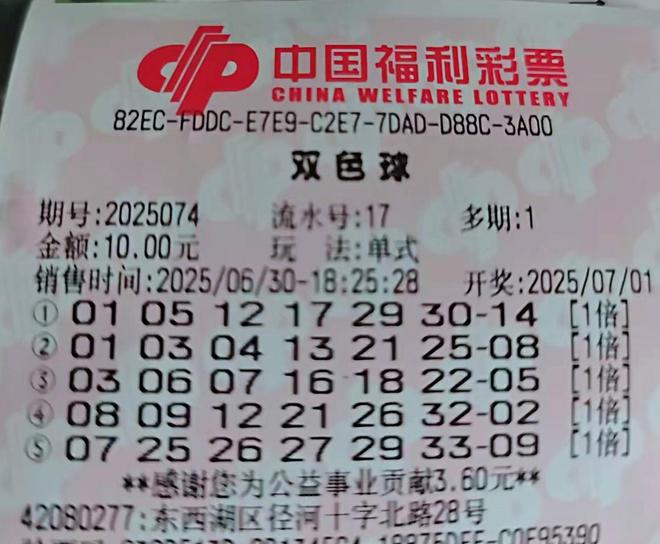 中国福利彩票
CHINA WELFARE LOTTERY
82EC-FDDC-E7E9-C2E7-7DAD-D88C-3A00
双色球
期号:2025074 流水号:17 多期:1
金额:10.00元 玩 法:单式
销售时间:2025/06/30-18:25:28 开奖:2025/07/01
① 01 05 12 17 29 30-14 [1倍]
② 01 03 04 13 21 25-08 [1倍]
③ 03 06 07 16 18 22-05 [1倍]
④ 08 09 12 21 26 32-02 [1倍]
⑤ 07 25 26 27 29 33-09 [1倍]
**感谢您为公益事业贡献3.60元**
42080277:东西湖区径河十字北路28号